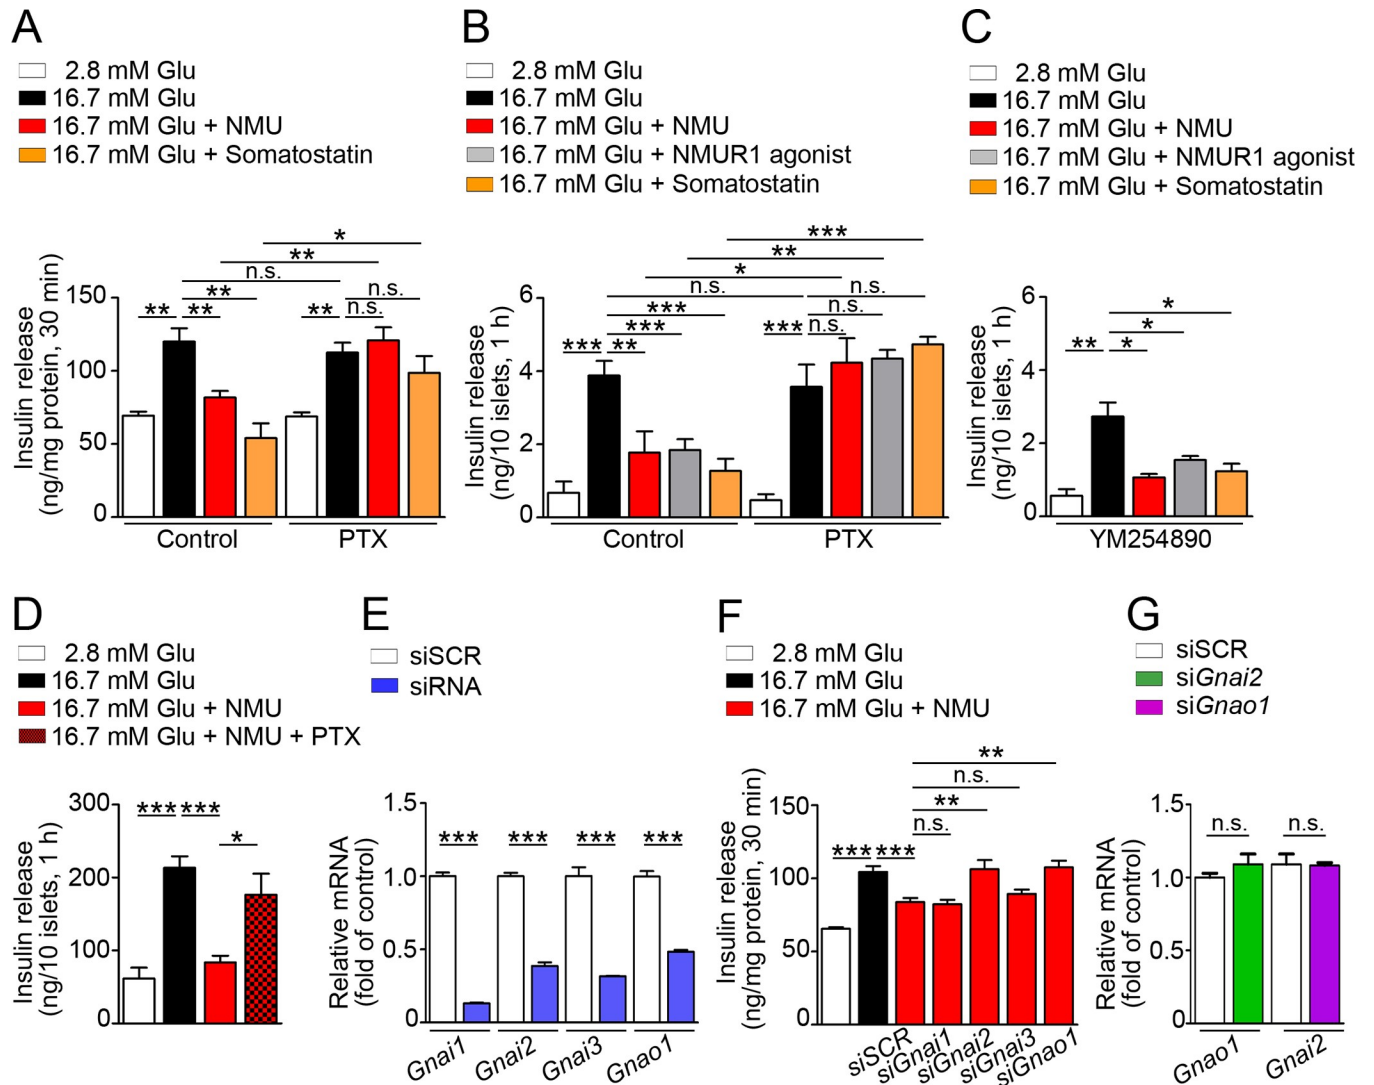 A
2.8 mM Glu
16.7 mM Glu
16.7 mM Glu + NMU
16.7 mM Glu + Somatostatin
Insulin release
(ng/mg protein, 30 min)
150
100
50
0
*
**
n.s.
**
n.s.
** **
** n.s.
Control
PTX
B
2.8 mM Glu
16.7 mM Glu
16.7 mM Glu + NMU
16.7 mM Glu + NMUR1 agonist
16.7 mM Glu + Somatostatin
Insulin release
(ng/10 islets, 1 h)
6
4
2
0
***
**
*
n.s.
n.s.
***
n.s.
***
*** n.s.
*** **
Control
PTX
C
2.8 mM Glu
16.7 mM Glu
16.7 mM Glu + NMU
16.7 mM Glu + NMUR1 agonist
16.7 mM Glu + Somatostatin
Insulin release
(ng/10 islets, 1 h)
6
4
2
0
*
*
** *
YM254890
D
2.8 mM Glu
16.7 mM Glu
16.7 mM Glu + NMU
16.7 mM Glu + NMU + PTX
Insulin release
(ng/10 islets, 1 h)
300
200
100
0
*** ***
*
E
siSCR
siRNA
Relative mRNA
(fold of control)
1.5
1.0
0.5
0
*** *** *** ***
Gnai1
Gnai2
Gnai3
Gnao1
F
2.8 mM Glu
16.7 mM Glu
16.7 mM Glu + NMU
Insulin release
(ng/mg protein, 30 min)
150
100
50
0
**
n.s.
**
n.s.
*** ***
siSCR
siGnai1
siGnai2
siGnai3
siGnao1
G
siSCR
siGnai2
siGnao1
Relative mRNA
(fold of control)
1.5
1.0
0.5
0
n.s. n.s.
Gnao1
Gnai2